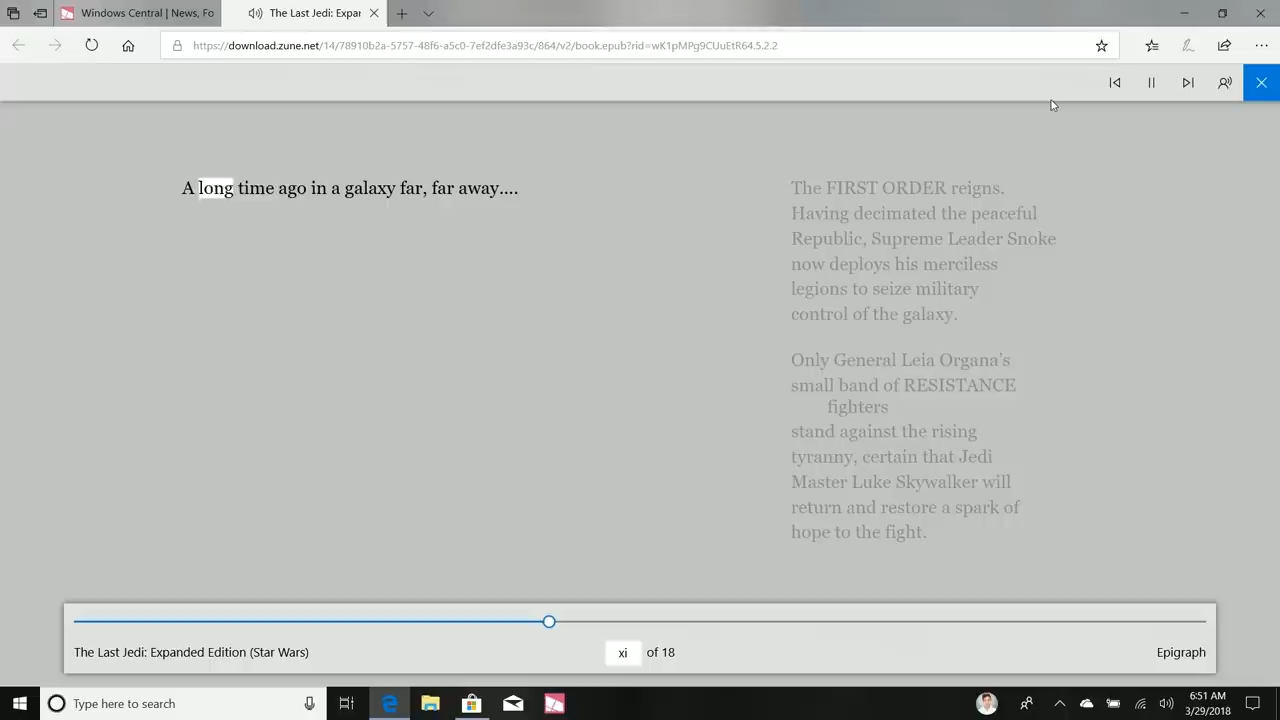 Windows Central | News, Fo
The Last Jedi: Expar
https://download.zune.net/14/78910b2a-5757-48f6-a5c0-7ef2dfe3a93c/864/v2/book.epub?rid=wK1pMPg9CUuEtR64.5.2.2
A long time ago in a galaxy far, far away....
The FIRST ORDER reigns.
Having decimated the peaceful
Republic, Supreme Leader Snoke
now deploys his merciless
legions to seize military
control of the galaxy.
Only General Leia Organa’s
small band of RESISTANCE
fighters
stand against the rising
tyranny, certain that Jedi
Master Luke Skywalker will
return and restore a spark of
hope to the fight.
The Last Jedi: Expanded Edition (Star Wars)
xi of 18
Epigraph
Type here to search
6:51 AM
3/29/2018